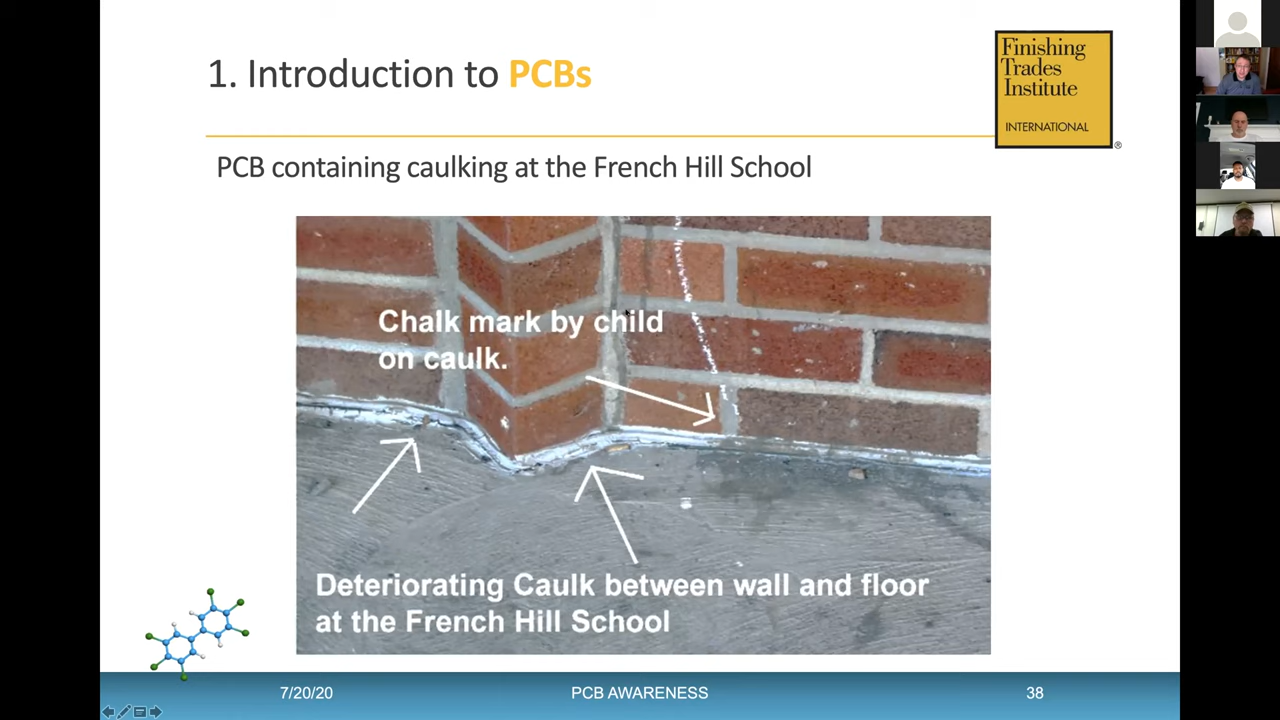 1. Introduction to PCBs
Finishing
Trades
Institute
INTERNATIONAL
®
PCB containing caulking at the French Hill School
Chalk mark by child
on caulk.
Deteriorating Caulk between wall and floor
at the French Hill School
7/20/20
PCB AWARENESS
38